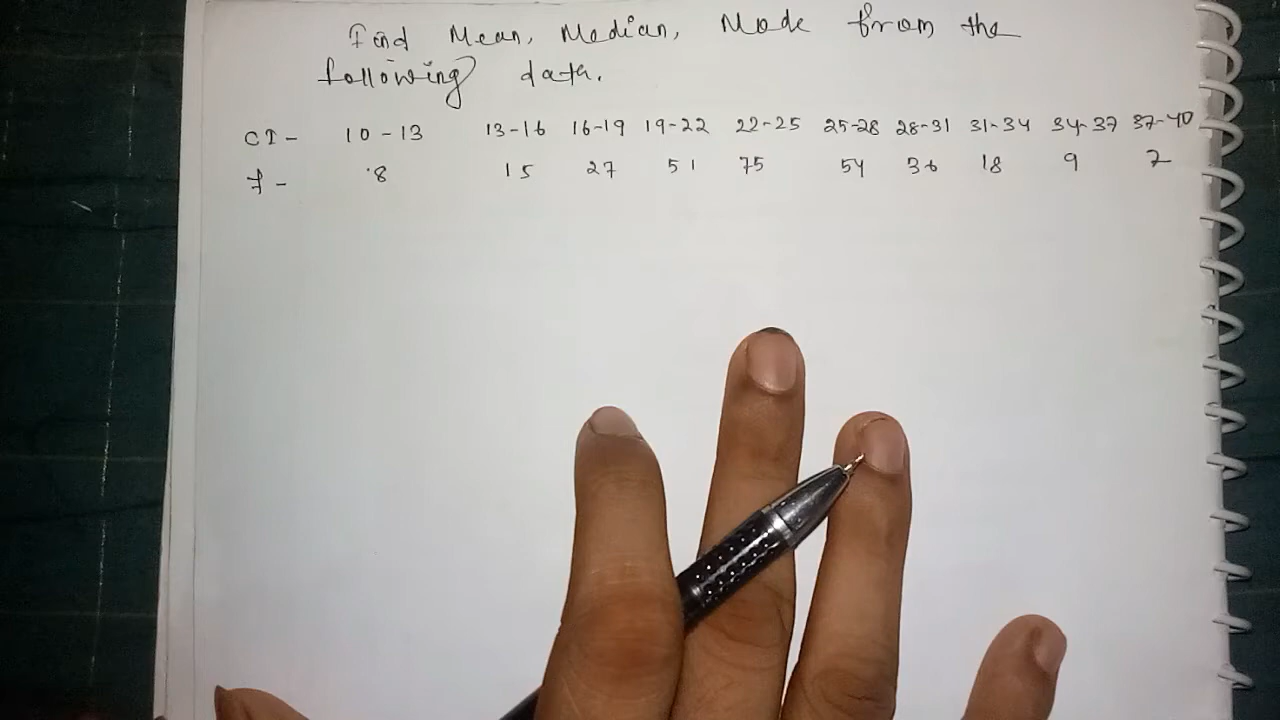 Find Mean, Median, Mode from the
following data.
CI - 10-13 13-16 16-19 19-22 22-25 25-28 28-31 31-34 34-37 37-40
f - 8 15 27 51 75 54 36 18 9 7